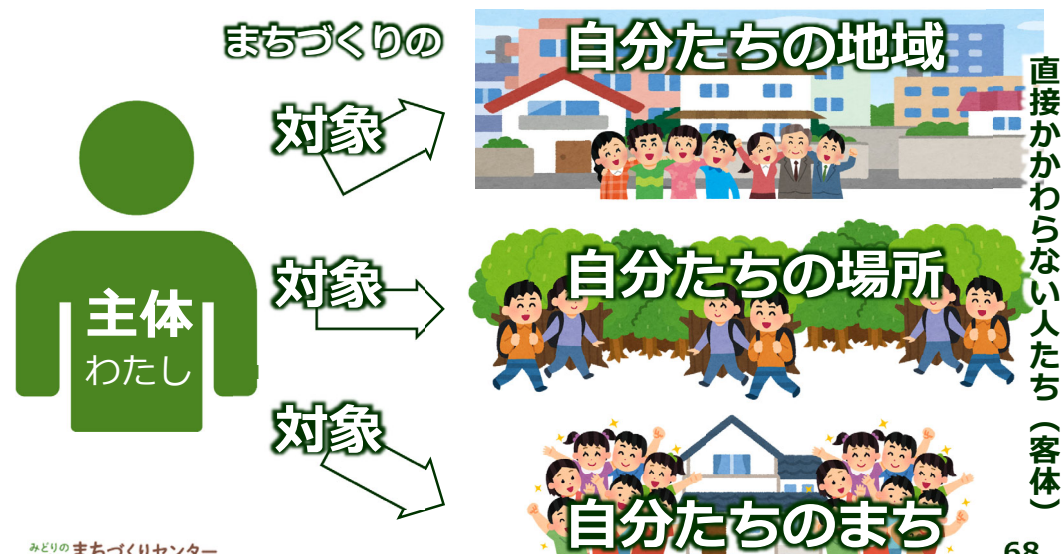 まちづくりの
対象
自分たちの地域
対象
自分たちの場所
対象
自分たちのまち
主体
わたし
直接かかわらない人たち（客体）
みどりのまちづくりセンター
68